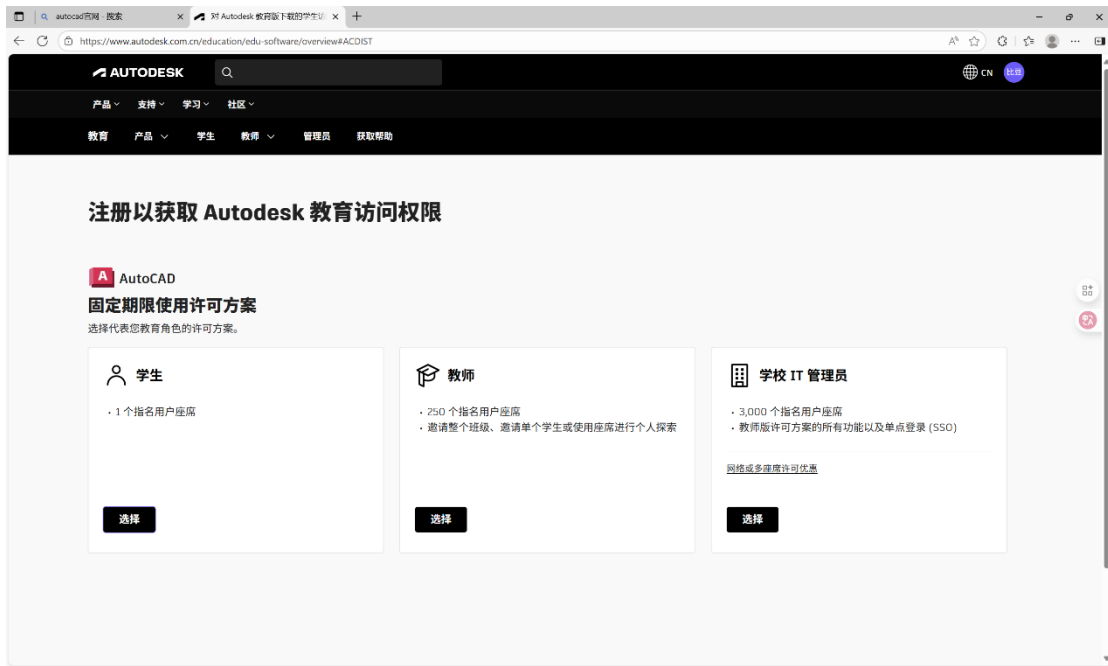 autocad官网 - 搜索
对 Autodesk 教育版下载的学生访
https://www.autodesk.com.cn/education/edu-software/overview#ACDIST
AUTODESK
CN
比豆
产品 支持 学习 社区
教育 产品 学生 教师 管理员 获取帮助
注册以获取 Autodesk 教育访问权限
A AutoCAD
固定期限使用许可方案
选择代表您教育角色的许可方案。
学生
· 1 个指名用户座席
选择
教师
· 250 个指名用户座席
· 邀请整个班级、邀请单个学生或使用座席进行个人探索
选择
学校 IT 管理员
· 3,000 个指名用户座席
· 教师版许可方案的所有功能以及单点登录 (SSO)
网络或多座席许可优惠
选择